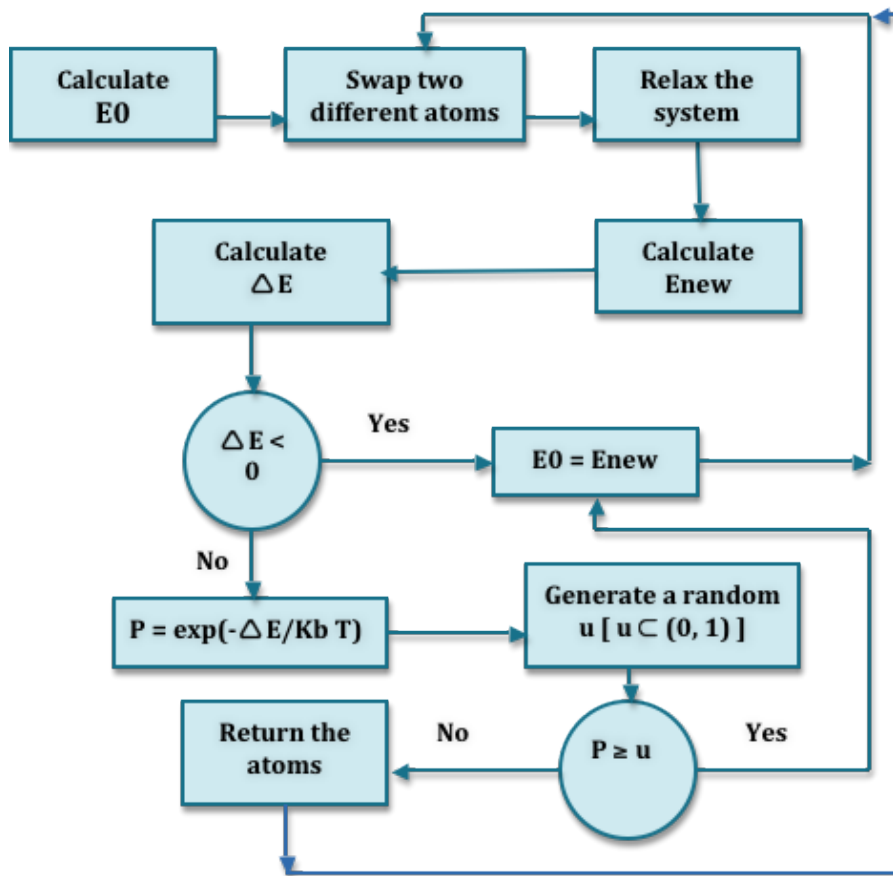 Calculate
E0
Swap two
different atoms
Relax the
system
Calculate
Enew
Calculate
△ E
△ E <
0
Yes
E0 = Enew
No
P = exp(-△ E/Kb T)
Generate a random
u [ u ⊂ (0, 1) ]
P ≥ u
Yes
No
Return the
atoms